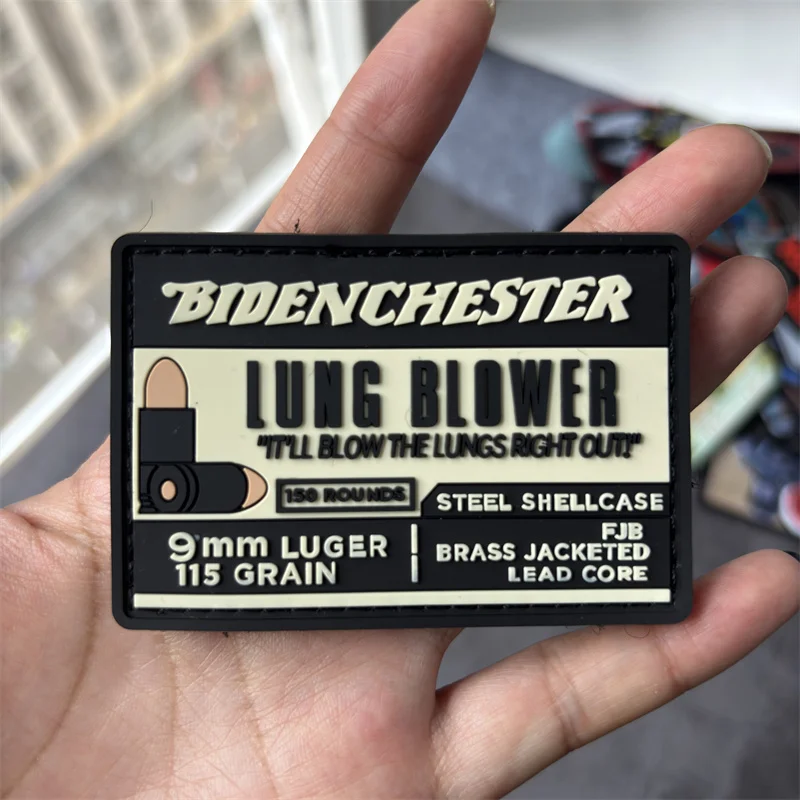 BIDENCHESTER
LUNG BLOWER
"IT'LL BLOW THE LUNGS RIGHT OUT!"
150 ROUNDS
STEEL SHELLCASE
9mm LUGER
115 GRAIN
FJB
BRASS JACKETED
LEAD CORE